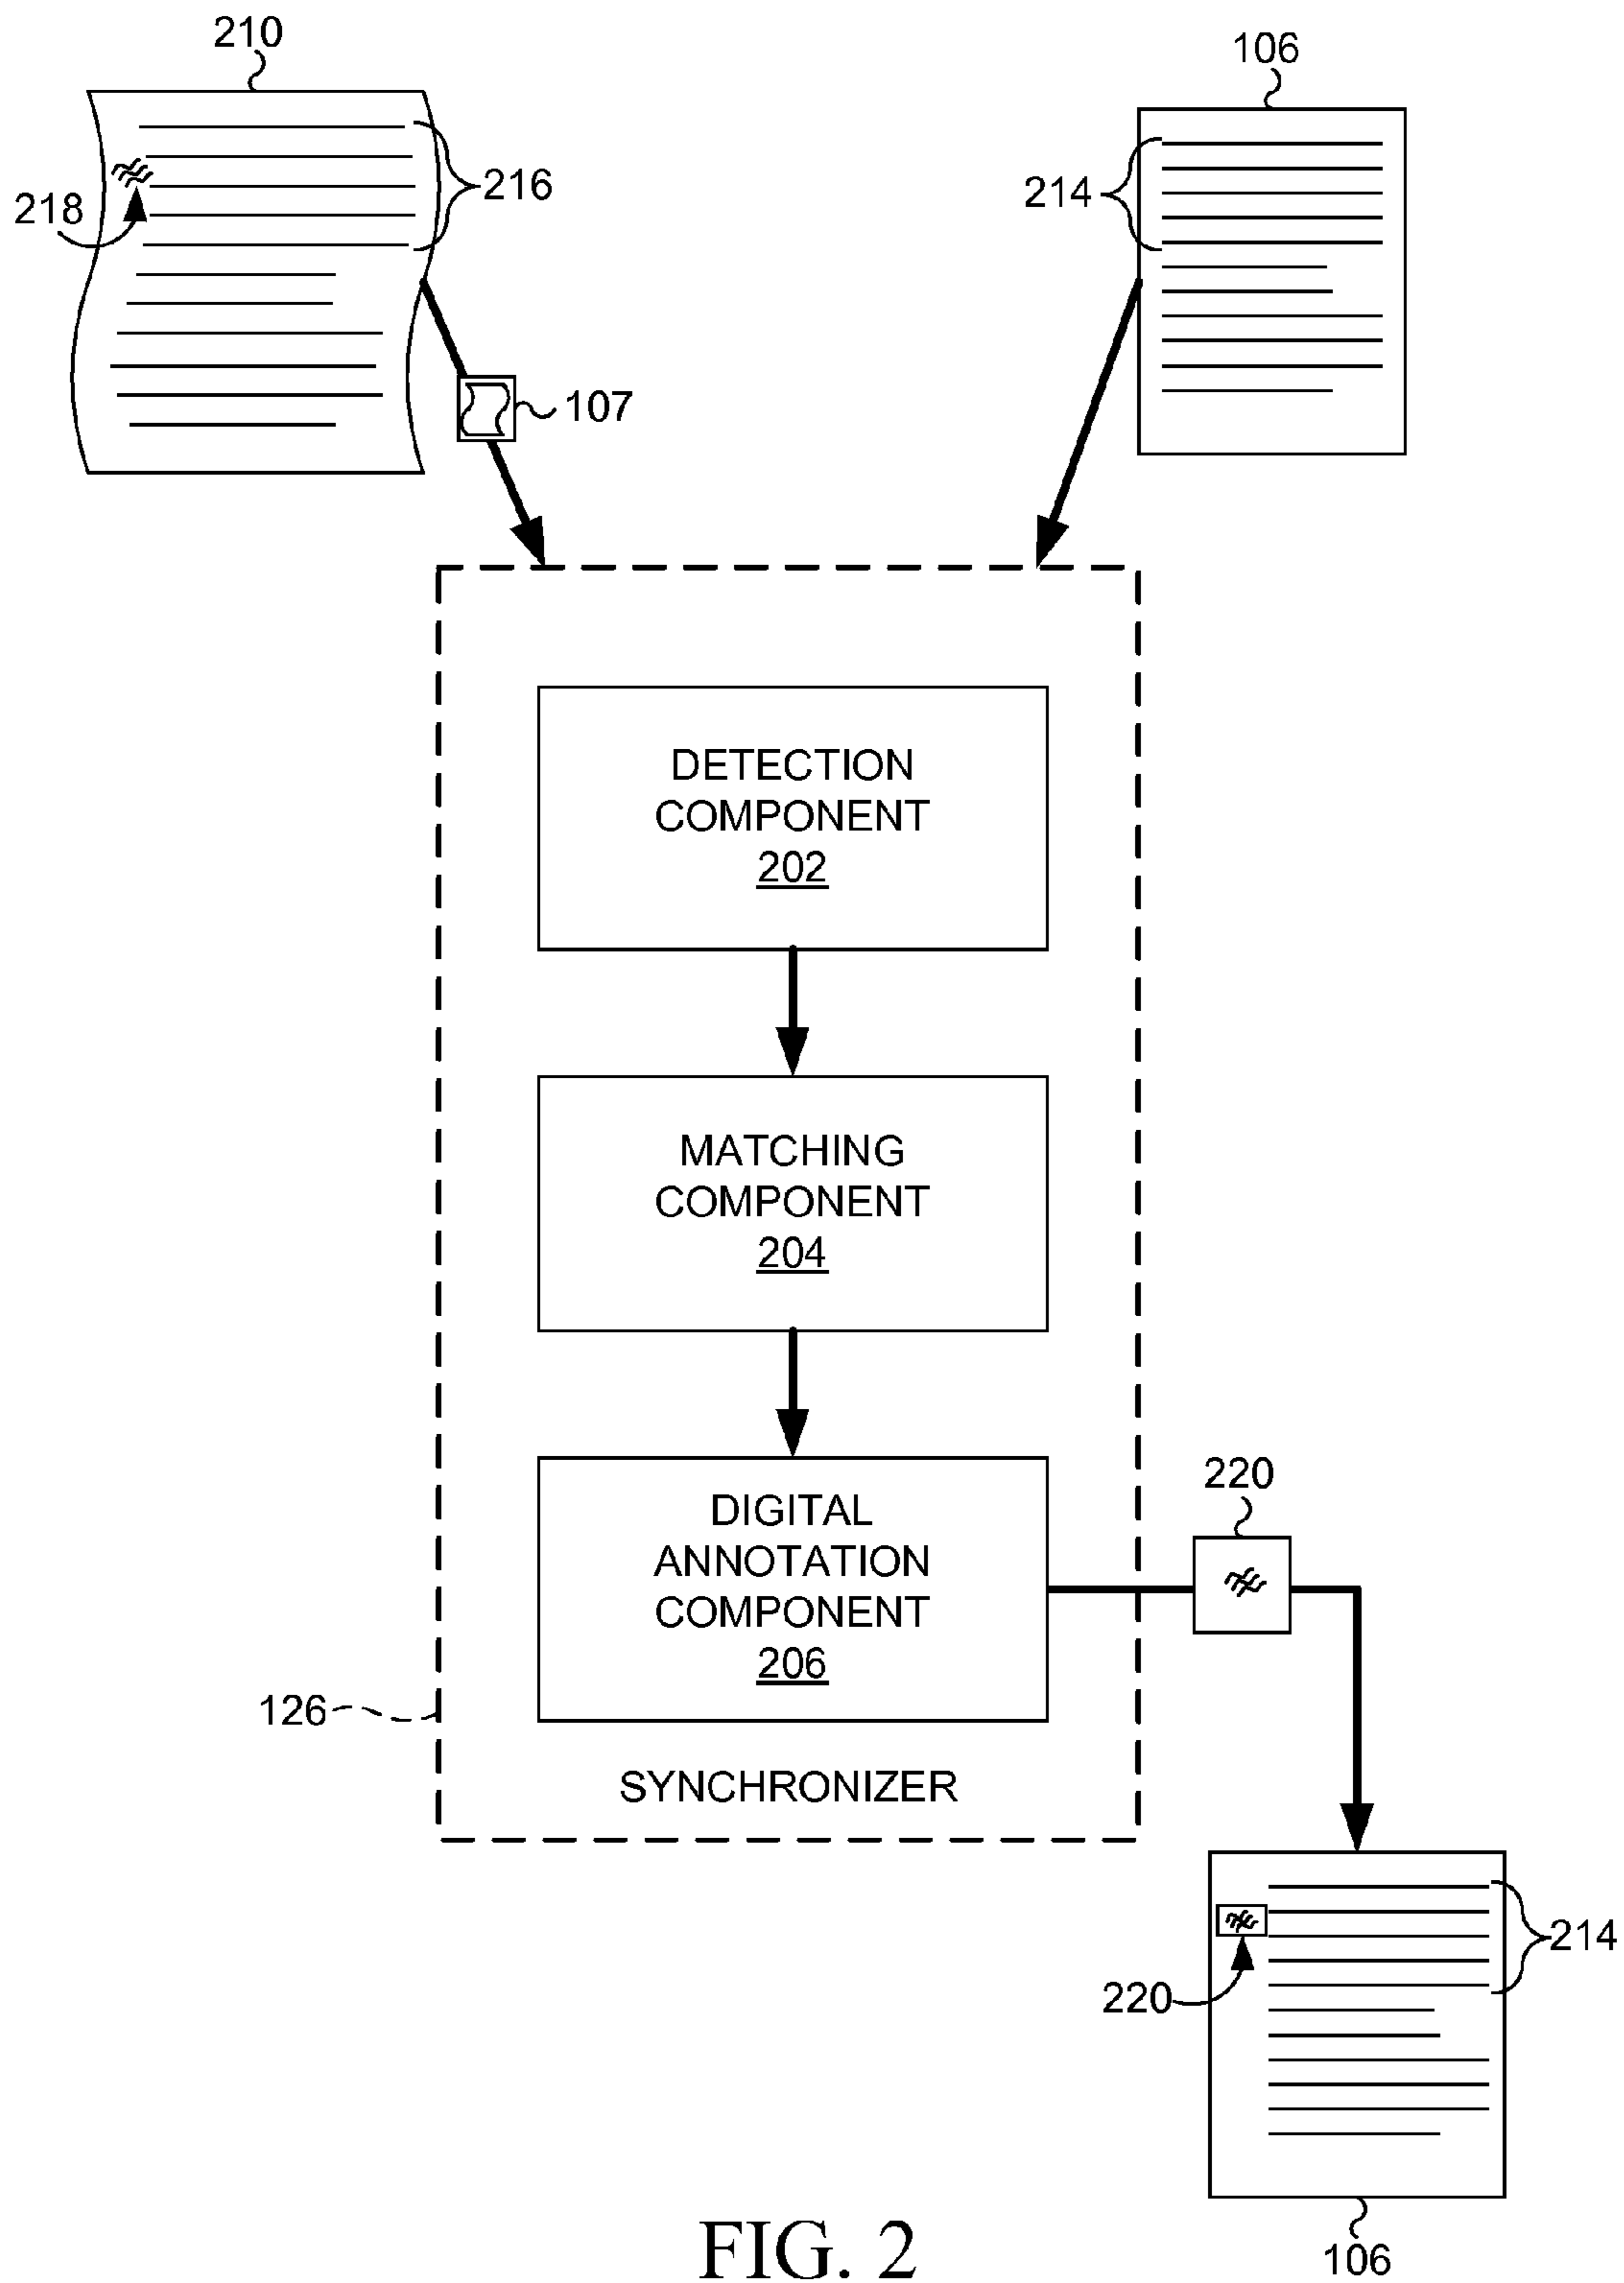 210
106
216
214
218
107
DETECTION
COMPONENT
202
MATCHING
COMPONENT
204
220
DIGITAL
ANNOTATION
COMPONENT
206
126
SYNCHRONIZER
214
220
106
FIG. 2